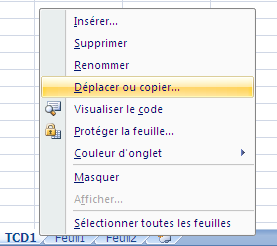 Insérer...
Supprimer
Renommer
Déplacer ou copier...
Visualiser le code
Protéger la feuille...
Couleur d'onglet
Masquer
Afficher...
Sélectionner toutes les feuilles
TCD1 Feuil1 Feuil2